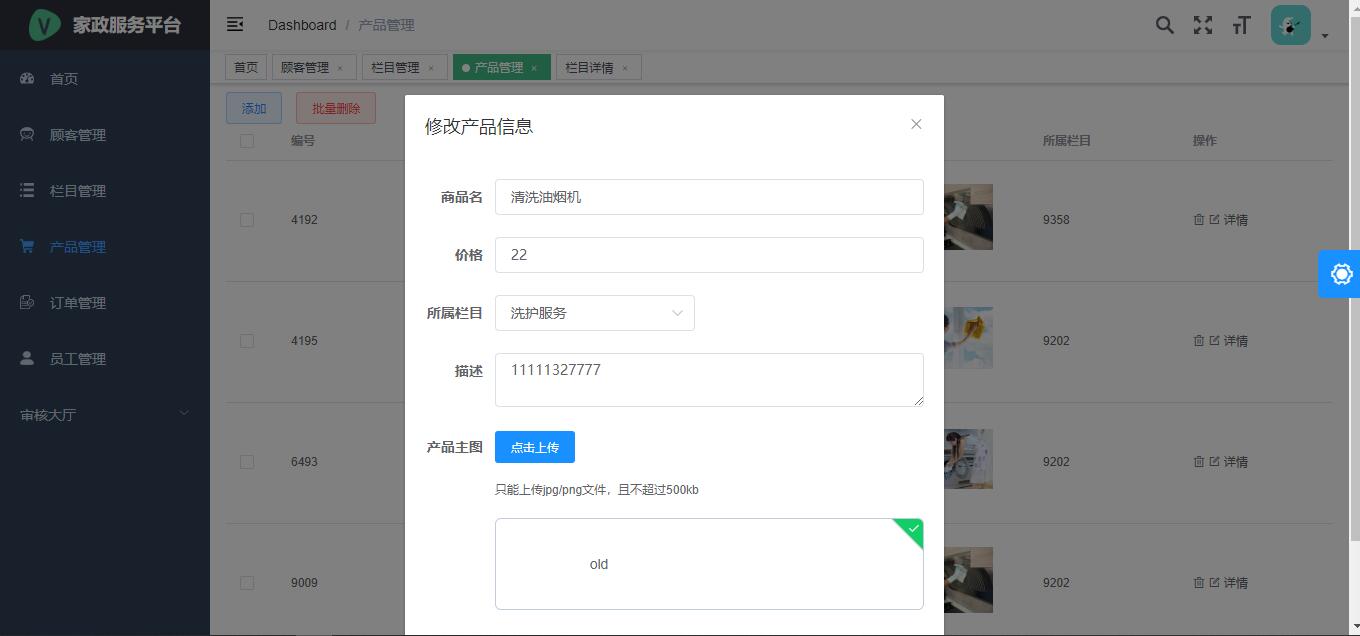 家政服务平台
Dashboard / 产品管理
首页 顾客管理 × 栏目管理 × 产品管理 × 栏目详情 ×
首页
顾客管理
栏目管理
产品管理
订单管理
员工管理
审核大厅
添加 批量删除
编号 所属栏目 操作
4192 9358 详情
4195 9202 详情
6493 9202 详情
9009 9202 详情
修改产品信息
商品名 清洗油烟机
价格 22
所属栏目 洗护服务
描述 11111327777
产品主图 点击上传
只能上传jpg/png文件，且不超过500kb
old